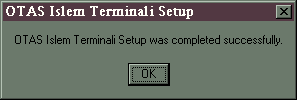 OTAS Islem Terminali Setup
OTAS Islem Terminali Setup was completed successfully.
OK